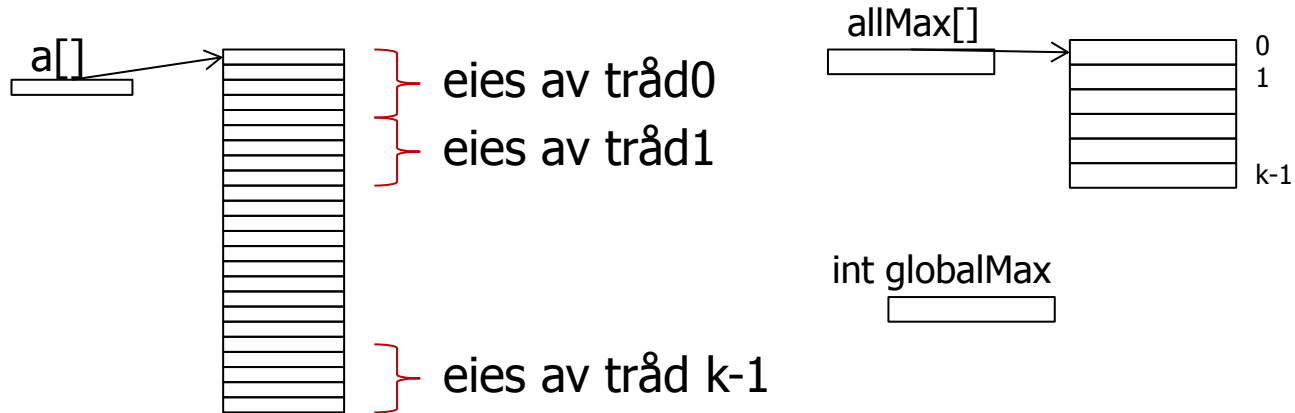 a[]
eies av tråd0
eies av tråd1
eies av tråd k-1
allMax[]
0
1
k-1
int globalMax